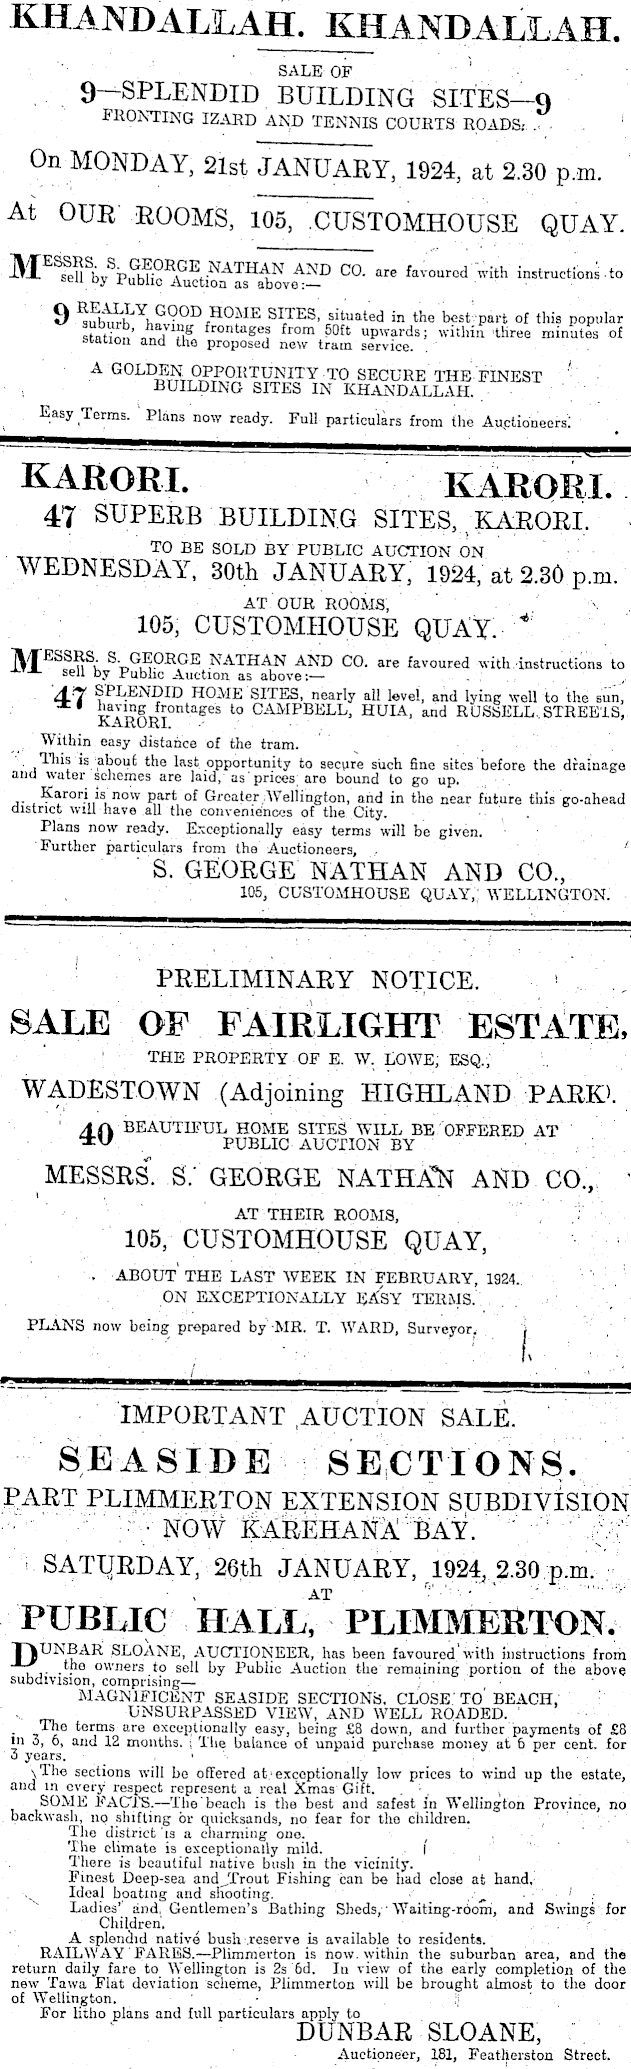 KHANDALLAH. KHANDALLAH.
SALE OF
9—SPLENDID BUILDING SITES—9
FRONTING IZARD AND TENNIS COURTS ROADS.
On MONDAY, 21st JANUARY, 1924, at 2.30 p.m.
At OUR ROOMS, 105, CUSTOMHOUSE QUAY.
MESSRS. S. GEORGE NATHAN AND CO. are favoured with instructions to
sell by Public Auction as above:—
9 REALLY GOOD HOME SITES, situated in the best part of this popular
suburb, having frontages from 50ft upwards; within three minutes of
station and the proposed new tram service.
A GOLDEN OPPORTUNITY TO SECURE THE FINEST
BUILDING SITES IN KHANDALLAH.
Easy Terms. Plans now ready. Full particulars from the Auctioneers.
KARORI. KARORI.
47 SUPERB BUILDING SITES, KARORI.
TO BE SOLD BY PUBLIC AUCTION ON
WEDNESDAY, 30th JANUARY, 1924, at 2.30 p.m.
AT OUR ROOMS,
105, CUSTOMHOUSE QUAY.
MESSRS. S. GEORGE NATHAN AND CO. are favoured with instructions to
sell by Public Auction as above:—
47 SPLENDID HOME SITES, nearly all level, and lying well to the sun,
having frontages to CAMPBELL, HUIA, and RUSSELL STREETS,
KARORI.
Within easy distance of the tram.
This is about the last opportunity to secure such fine sites before the drainage
and water schemes are laid, as prices are bound to go up.
Karori is now part of Greater Wellington, and in the near future this go-ahead
district will have all the conveniences of the City.
Plans now ready. Exceptionally easy terms will be given.
Further particulars from the Auctioneers,
S. GEORGE NATHAN AND CO.,
105, CUSTOMHOUSE QUAY, WELLINGTON.
PRELIMINARY NOTICE.
SALE OF FAIRLIGHT ESTATE,
THE PROPERTY OF E. W. LOWE, ESQ.,
WADESTOWN (Adjoining HIGHLAND PARK).
40 BEAUTIFUL HOME SITES WILL BE OFFERED AT
PUBLIC AUCTION BY
MESSRS. S. GEORGE NATHAN AND CO.,
AT THEIR ROOMS,
105, CUSTOMHOUSE QUAY,
ABOUT THE LAST WEEK IN FEBRUARY, 1924.
ON EXCEPTIONALLY EASY TERMS.
PLANS now being prepared by MR. T. WARD, Surveyor.
IMPORTANT AUCTION SALE.
SEASIDE SECTIONS.
PART PLIMMERTON EXTENSION SUBDIVISION
NOW KAREHANA BAY.
SATURDAY, 26th JANUARY, 1924, 2.30 p.m.
AT
PUBLIC HALL, PLIMMERTON.
DUNBAR SLOANE, AUCTIONEER, has been favoured with instructions from
the owners to sell by Public Auction the remaining portion of the above
subdivision, comprising—
MAGNIFICENT SEASIDE SECTIONS, CLOSE TO BEACH,
UNSURPASSED VIEW, AND WELL ROADED.
The terms are exceptionally easy, being £8 down, and further payments of £8
in 3, 6, and 12 months. The balance of unpaid purchase money at 6 per cent. for
3 years.
The sections will be offered at exceptionally low prices to wind up the estate,
and in every respect represent a real Xmas Gift.
SOME FACTS.—The beach is the best and safest in Wellington Province, no
backwash, no shifting or quicksands, no fear for the children.
The district is a charming one.
The climate is exceptionally mild.
There is beautiful native bush in the vicinity.
Finest Deep-sea and Trout Fishing can be had close at hand.
Ideal boating and shooting.
Ladies' and Gentlemen's Bathing Sheds, Waiting-room, and Swings for
Children.
A splendid native bush reserve is available to residents.
RAILWAY FARES.—Plimmerton is now within the suburban area, and the
return daily fare to Wellington is 2s 6d. In view of the early completion of the
new Tawa Flat deviation scheme, Plimmerton will be brought almost to the door
of Wellington.
For litho plans and full particulars apply to
DUNBAR SLOANE,
Auctioneer, 181, Featherston Street.